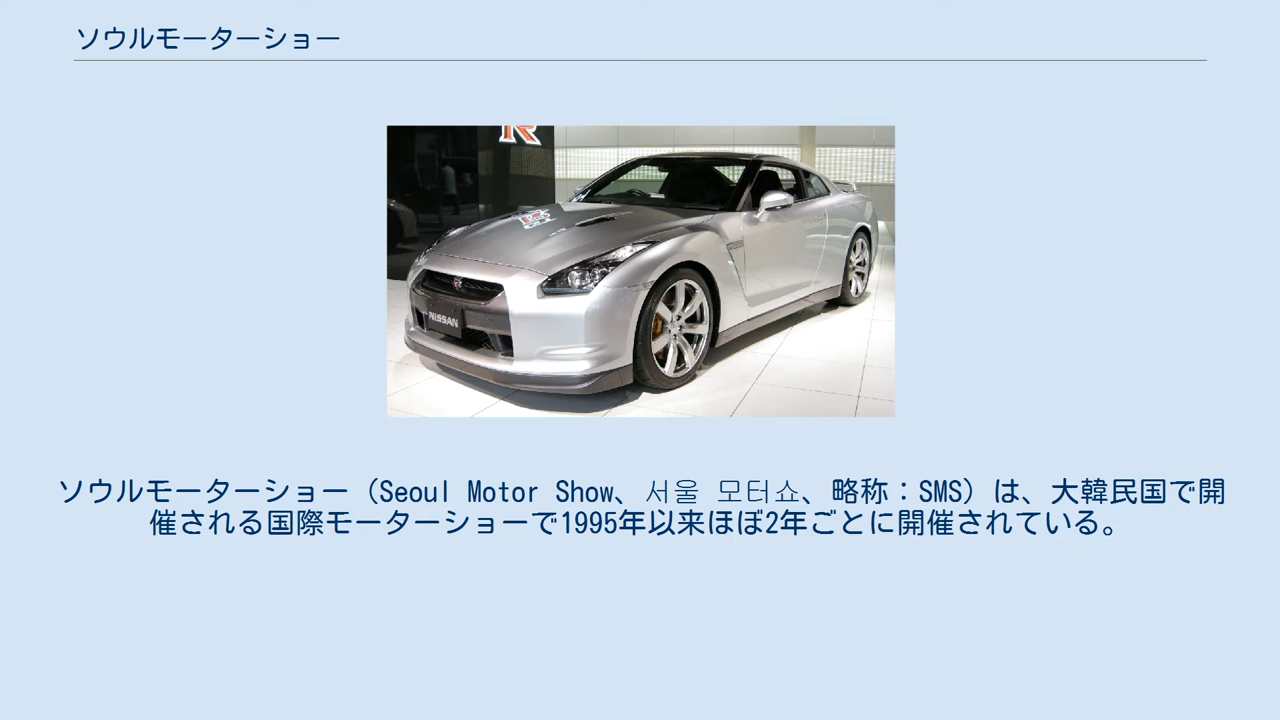 ソウルモーターショー
R
NISSAN
ソウルモーターショー（Seoul Motor Show、서울 모터쇼、略称：SMS）は、大韓民国で開
催される国際モーターショーで1995年以来ほぼ2年ごとに開催されている。